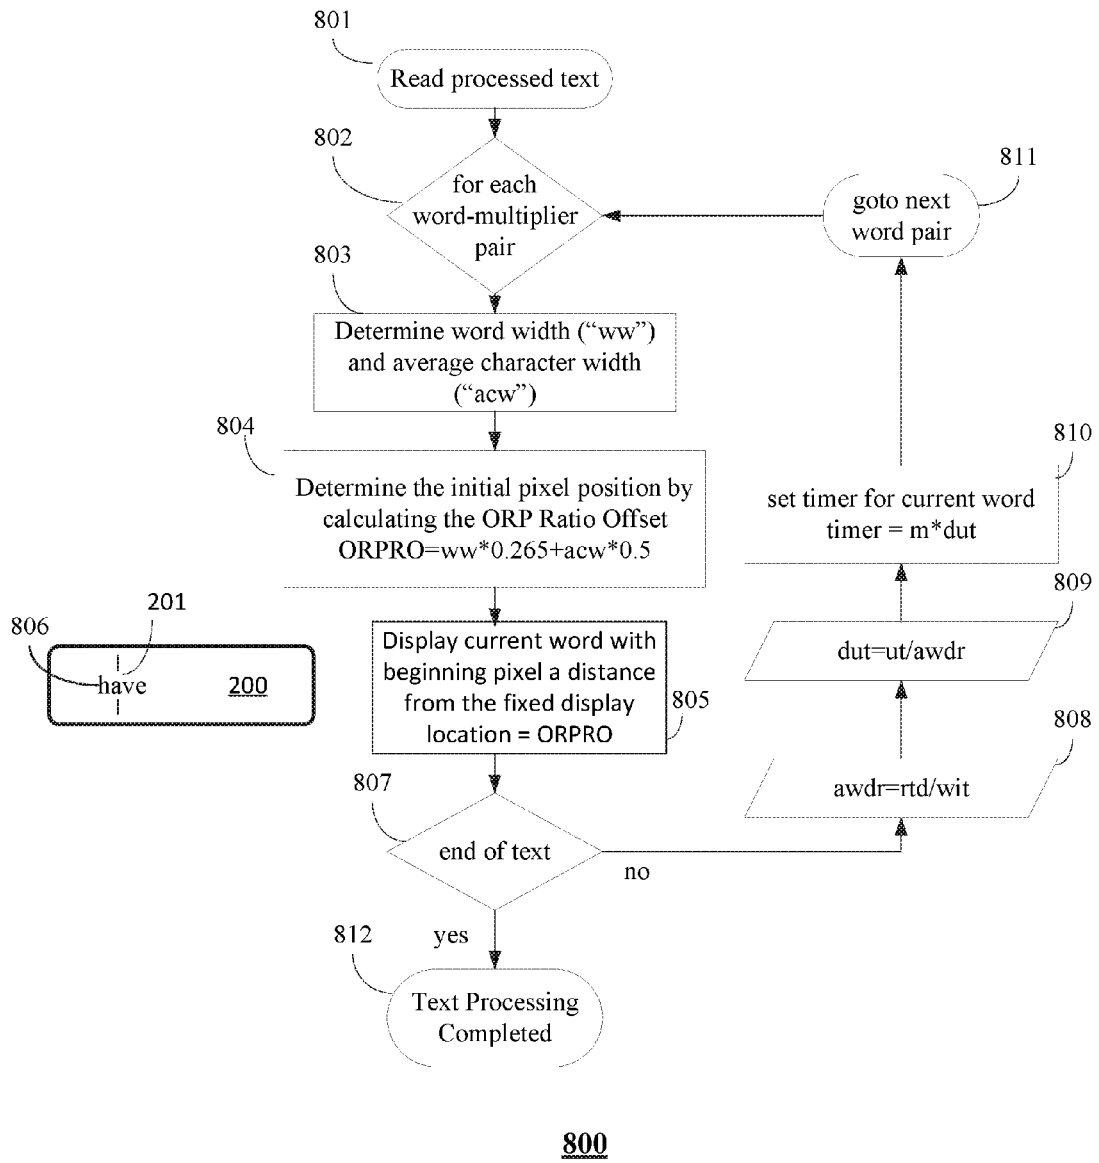 801
Read processed text
802
for each
word-multiplier
pair
811
goto next
word pair
803
Determine word width (“ww”)
and average character width
(“acw”)
804
Determine the initial pixel position by
calculating the ORP Ratio Offset
ORPRO=ww*0.265+acw*0.5
810
set timer for current word
timer = m*dut
809
dut=ut/awdr
806
201
have
200
Display current word with
beginning pixel a distance
from the fixed display
location = ORPRO
805
808
awdr=rtd/wit
807
end of text
no
yes
812
Text Processing
Completed
800